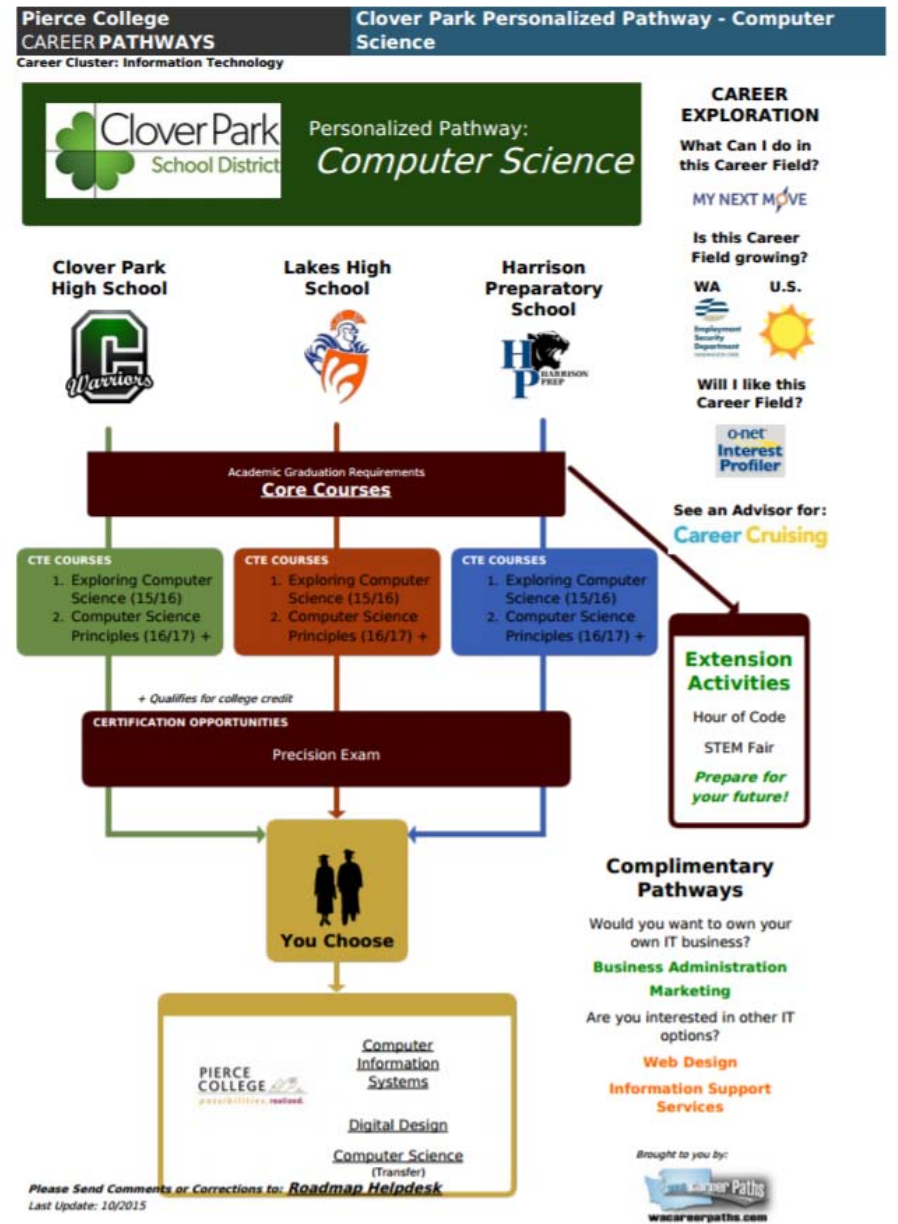 Pierce College
CAREER PATHWAYS
Clover Park Personalized Pathway - Computer
Science
Career Cluster: Information Technology
Clover Park
School District
Personalized Pathway:
Computer Science
CAREER
EXPLORATION
What Can I do in
this Career Field?
MY NEXT MOVE
Is this Career
Field growing?
WA
U.S.
Employment
Security
Department
Will I like this
Career Field?
o-net
Interest
Profiler
See an Advisor for:
Career Cruising
Clover Park
High School
C
Warriors
Lakes High
School
Harrison
Preparatory
School
HP
HARRISON
PREP
Academic Graduation Requirements
Core Courses
CTE COURSES
1. Exploring Computer
Science (15/16)
2. Computer Science
Principles (16/17) +
CTE COURSES
1. Exploring Computer
Science (15/16)
2. Computer Science
Principles (16/17) +
CTE COURSES
1. Exploring Computer
Science (15/16)
2. Computer Science
Principles (16/17) +
+ Qualifies for college credit
CERTIFICATION OPPORTUNITIES
Precision Exam
Extension
Activities
Hour of Code
STEM Fair
Prepare for
your future!
You Choose
PIERCE
COLLEGE
possibilities. realized.
Computer
Information
Systems
Digital Design
Computer Science
(Transfer)
Complimentary
Pathways
Would you want to own your
own IT business?
Business Administration
Marketing
Are you interested in other IT
options?
Web Design
Information Support
Services
Brought to you by:
Career Paths
wacareerpaths.com
Please Send Comments or Corrections to: Roadmap Helpdesk
Last Update: 10/2015